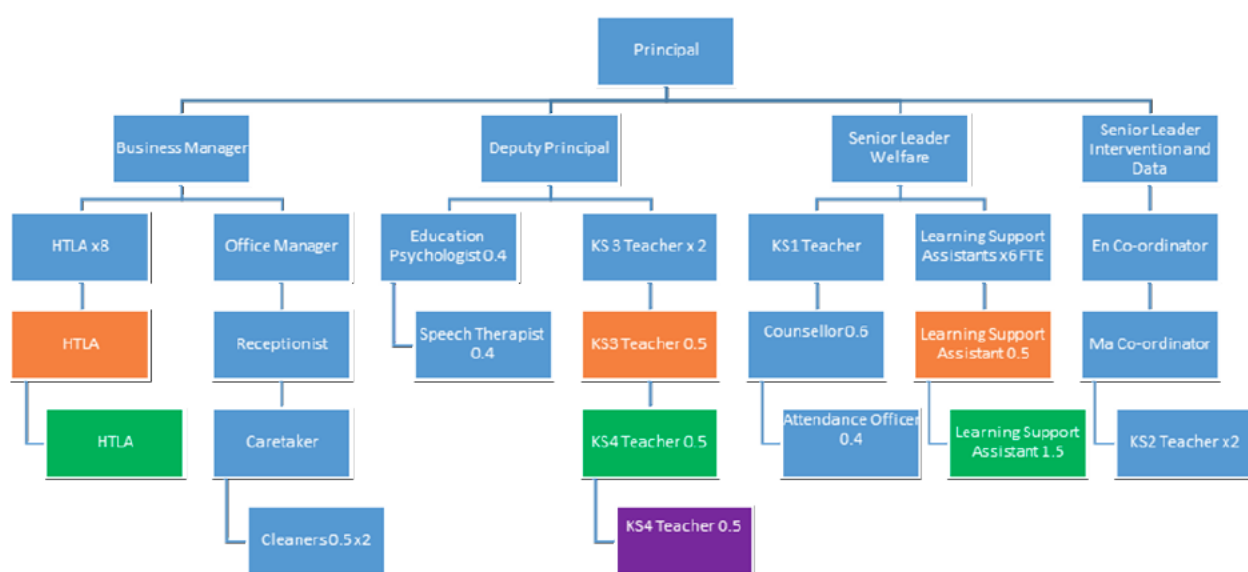 Principal
Business Manager
Deputy Principal
Senior Leader
Welfare
Senior Leader
Intervention and
Data
HTLA x8
Office Manager
Education
Psychologist 0.4
KS3 Teacher x 2
KS1 Teacher
Learning Support
Assistants x6 FTE
En Co-ordinator
HTLA
Receptionist
Speech Therapist
0.4
KS3 Teacher 0.5
Counsellor 0.6
Learning Support
Assistant 0.5
Ma Co-ordinator
HTLA
Caretaker
KS4 Teacher 0.5
Attendance Officer
0.4
Learning Support
Assistant 1.5
KS2 Teacher x2
Cleaners 0.5 x2
KS4 Teacher 0.5